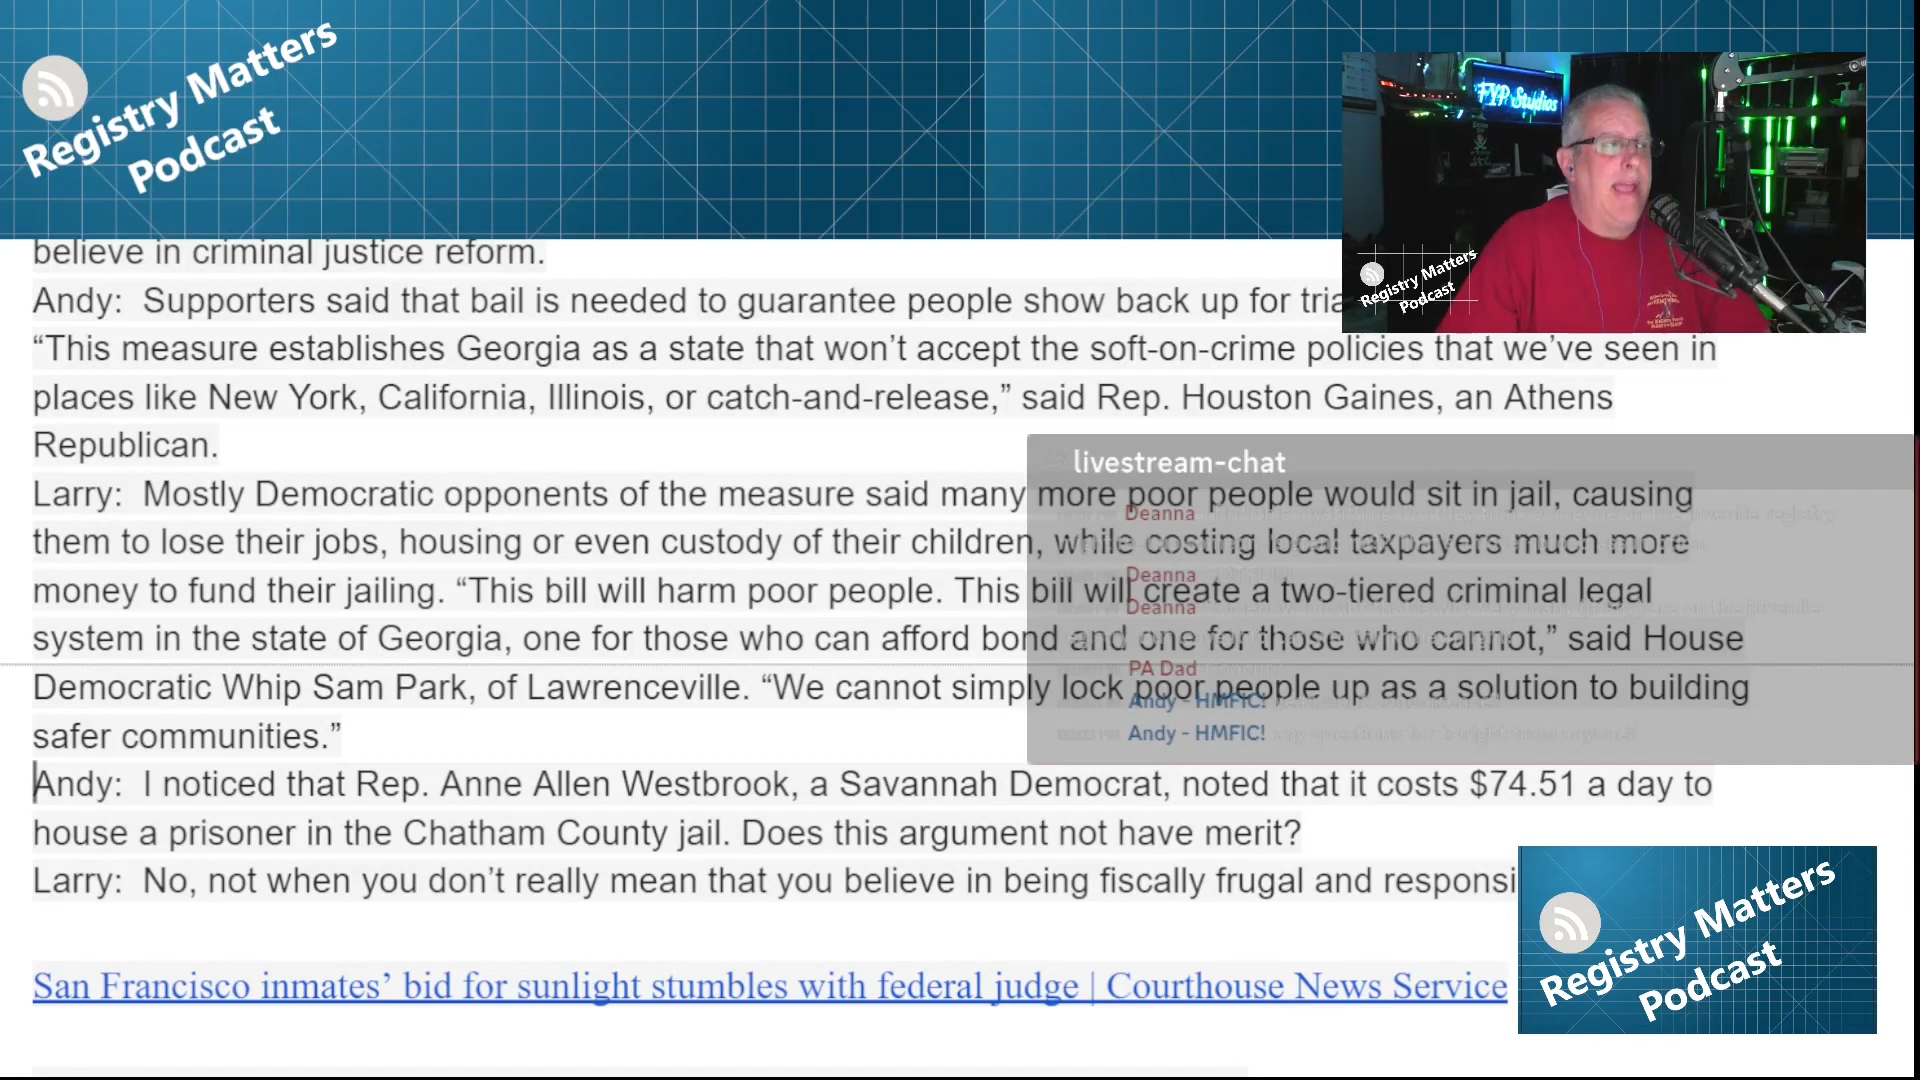 Registry Matters
Podcast
FYP Studios
Registry Matters
Podcast
believe in criminal justice reform.
Andy: Supporters said that bail is needed to guarantee people show back up for
“This measure establishes Georgia as a state that won’t accept the soft-on-crime policies that we’ve seen in
places like New York, California, Illinois, or catch-and-release,” said Rep. Houston Gaines, an Athens
Republican.
livestream-chat
Larry: Mostly Democratic opponents of the measure said many more poor people would sit in jail, causing
Deanna
them to lose their jobs, housing or even custody of their children, while costing local taxpayers much more
Deanna
money to fund their jailing. “This bill will harm poor people. This bill will create a two-tiered criminal legal
Deanna
system in the state of Georgia, one for those who can afford bond and one for those who cannot,” said House
PA Dad
Democratic Whip Sam Park, of Lawrenceville. “We cannot simply lock poor people up as a solution to building
Andy - HMFIC!
safer communities.”
Andy - HMFIC!
Andy: I noticed that Rep. Anne Allen Westbrook, a Savannah Democrat, noted that it costs $74.51 a day to
house a prisoner in the Chatham County jail. Does this argument not have merit?
Larry: No, not when you don’t really mean that you believe in being fiscally frugal and
San Francisco inmates’ bid for sunlight stumbles with federal judge | Courthouse News Service
Registry Matters
Podcast